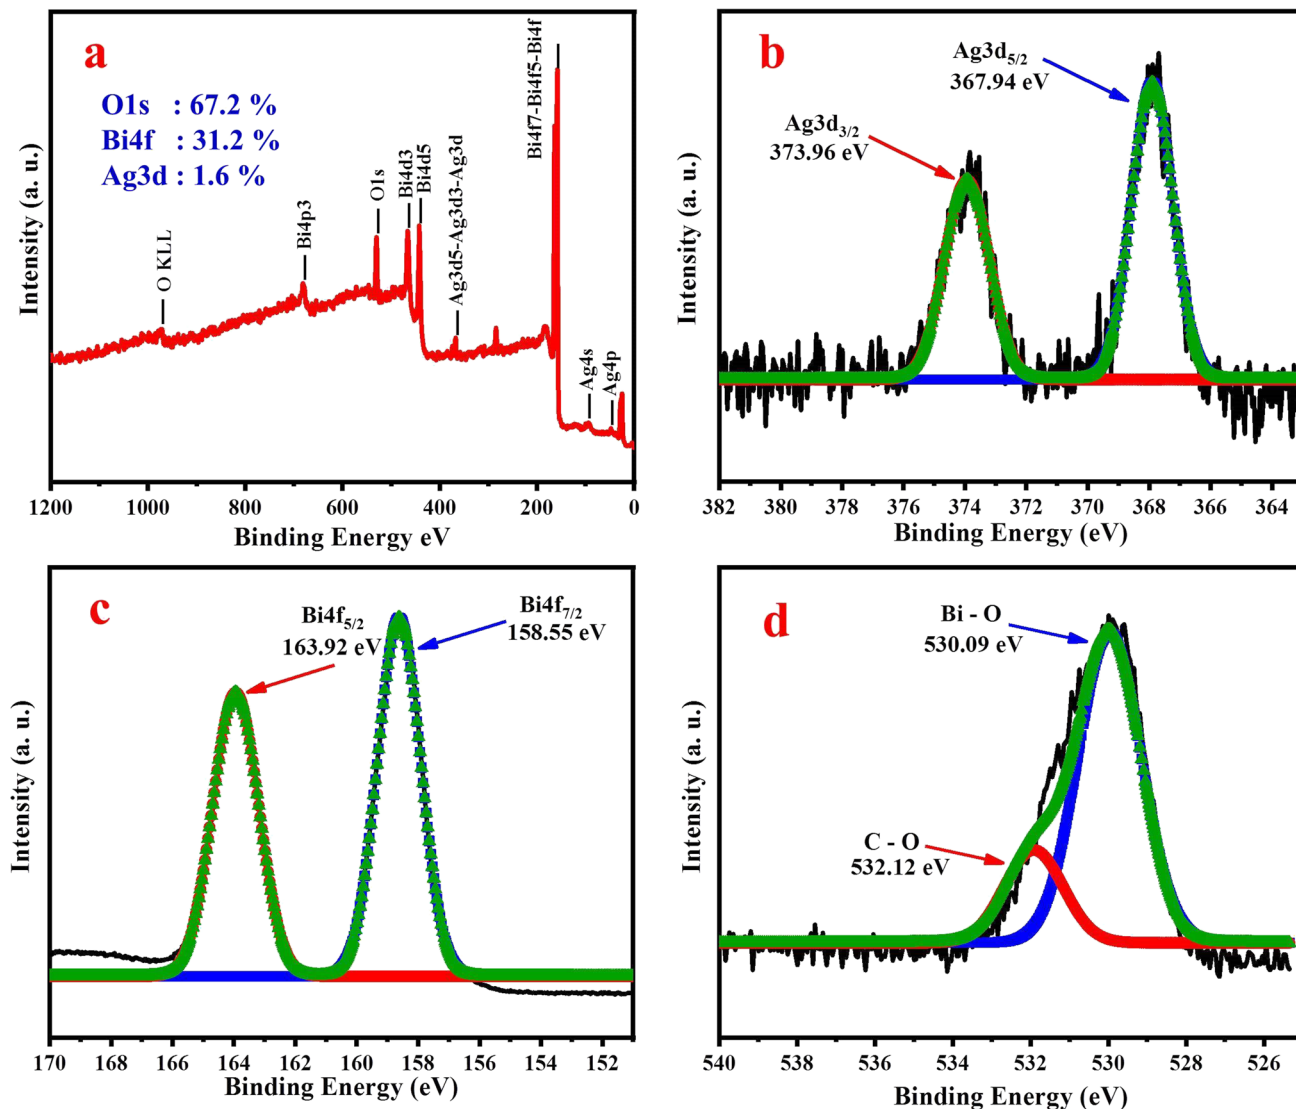 a
O1s : 67.2 %
Bi4f : 31.2 %
Ag3d : 1.6 %
O KLL
Bi4p3
O1s
Bi4d3
Bi4d5
Ag3d5-Ag3d3-Ag3d
Bi4f7-Bi4f5-Bi4f
Ag4s
Ag4p
Intensity (a. u.)
1200 1000 800 600 400 200 0
Binding Energy eV
b
Ag3d5/2
367.94 eV
Ag3d3/2
373.96 eV
Intensity (a. u.)
382 380 378 376 374 372 370 368 366 364
Binding Energy (eV)
c
Bi4f5/2
163.92 eV
Bi4f7/2
158.55 eV
Intensity (a. u.)
170 168 166 164 162 160 158 156 154 152
Binding Energy (eV)
d
Bi - O
530.09 eV
C - O
532.12 eV
Intensity (a. u.)
540 538 536 534 532 530 528 526
Binding Energy (eV)